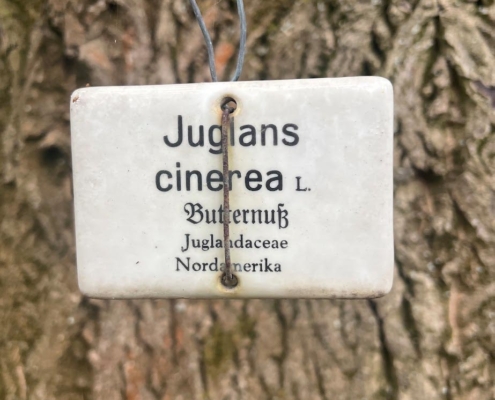 Juglans
cinerea L.
Butternuß
Juglandaceae
Nordamerika